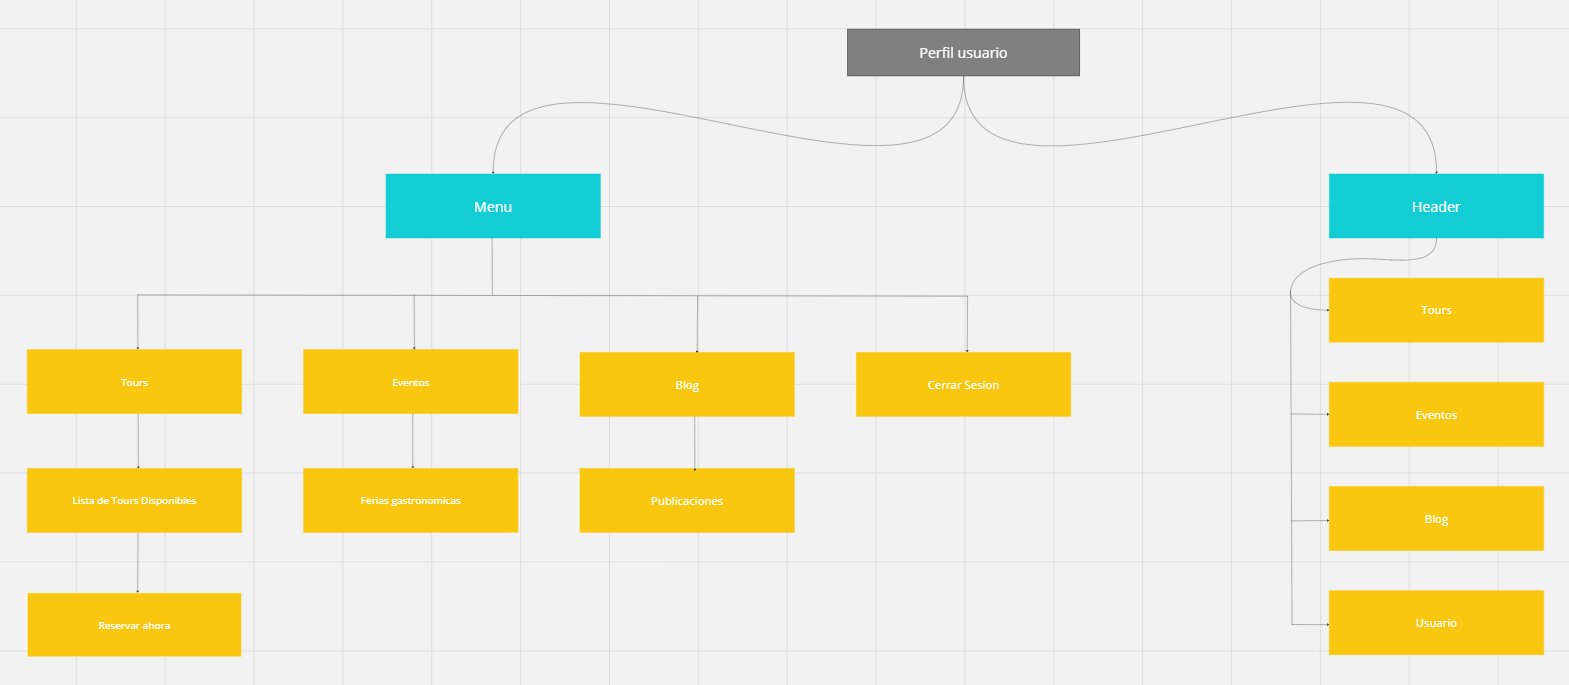 Perfil usuario
Menu
Header
Tours
Eventos
Blog
Cerrar Sesion
Lista de Tours Disponibles
Ferias gastronomicas
Publicaciones
Reservar ahora
Tours
Eventos
Blog
Usuario